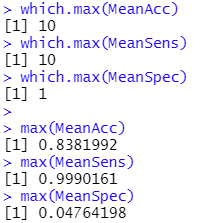 > which.max(MeanAcc)
[1] 10
> which.max(MeanSens)
[1] 10
> which.max(MeanSpec)
[1] 1
>
> max(MeanAcc)
[1] 0.8381992
> max(MeanSens)
[1] 0.9990161
> max(MeanSpec)
[1] 0.04764198